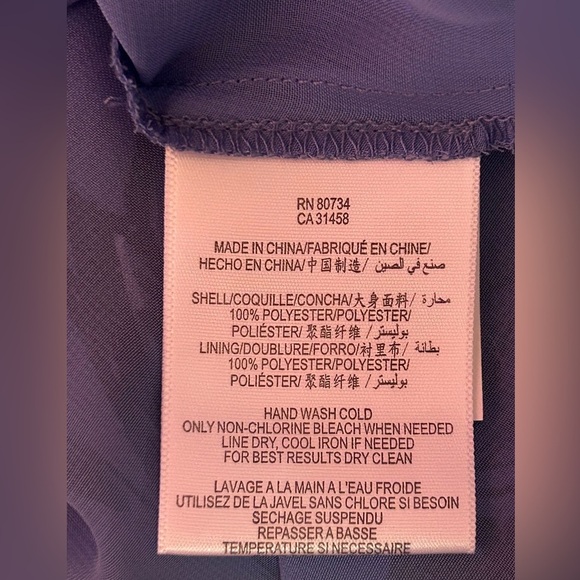 RN 80734
CA 31458
MADE IN CHINA/FABRIQUÉ EN CHINE/
HECHO EN CHINA/中国制造/ صنع في الصين
SHELL/COQUILLE/CONCHA/大身面料/ محارة
100% POLYESTER/POLYESTER/
POLIÉSTER/ 聚酯纤维 /بوليستر
LINING/DOUBLURE/FORRO/衬里布/ بطانة
100% POLYESTER/POLYESTER/
POLIÉSTER/ 聚酯纤维 /بوليستر
HAND WASH COLD
ONLY NON-CHLORINE BLEACH WHEN NEEDED
LINE DRY, COOL IRON IF NEEDED
FOR BEST RESULTS DRY CLEAN
LAVAGE A LA MAIN A L'EAU FROIDE
UTILISEZ DE LA JAVEL SANS CHLORE SI BESOIN
SECHAGE SUSPENDU
REPASSER A BASSE
TEMPERATURE SI NECESSAIRE